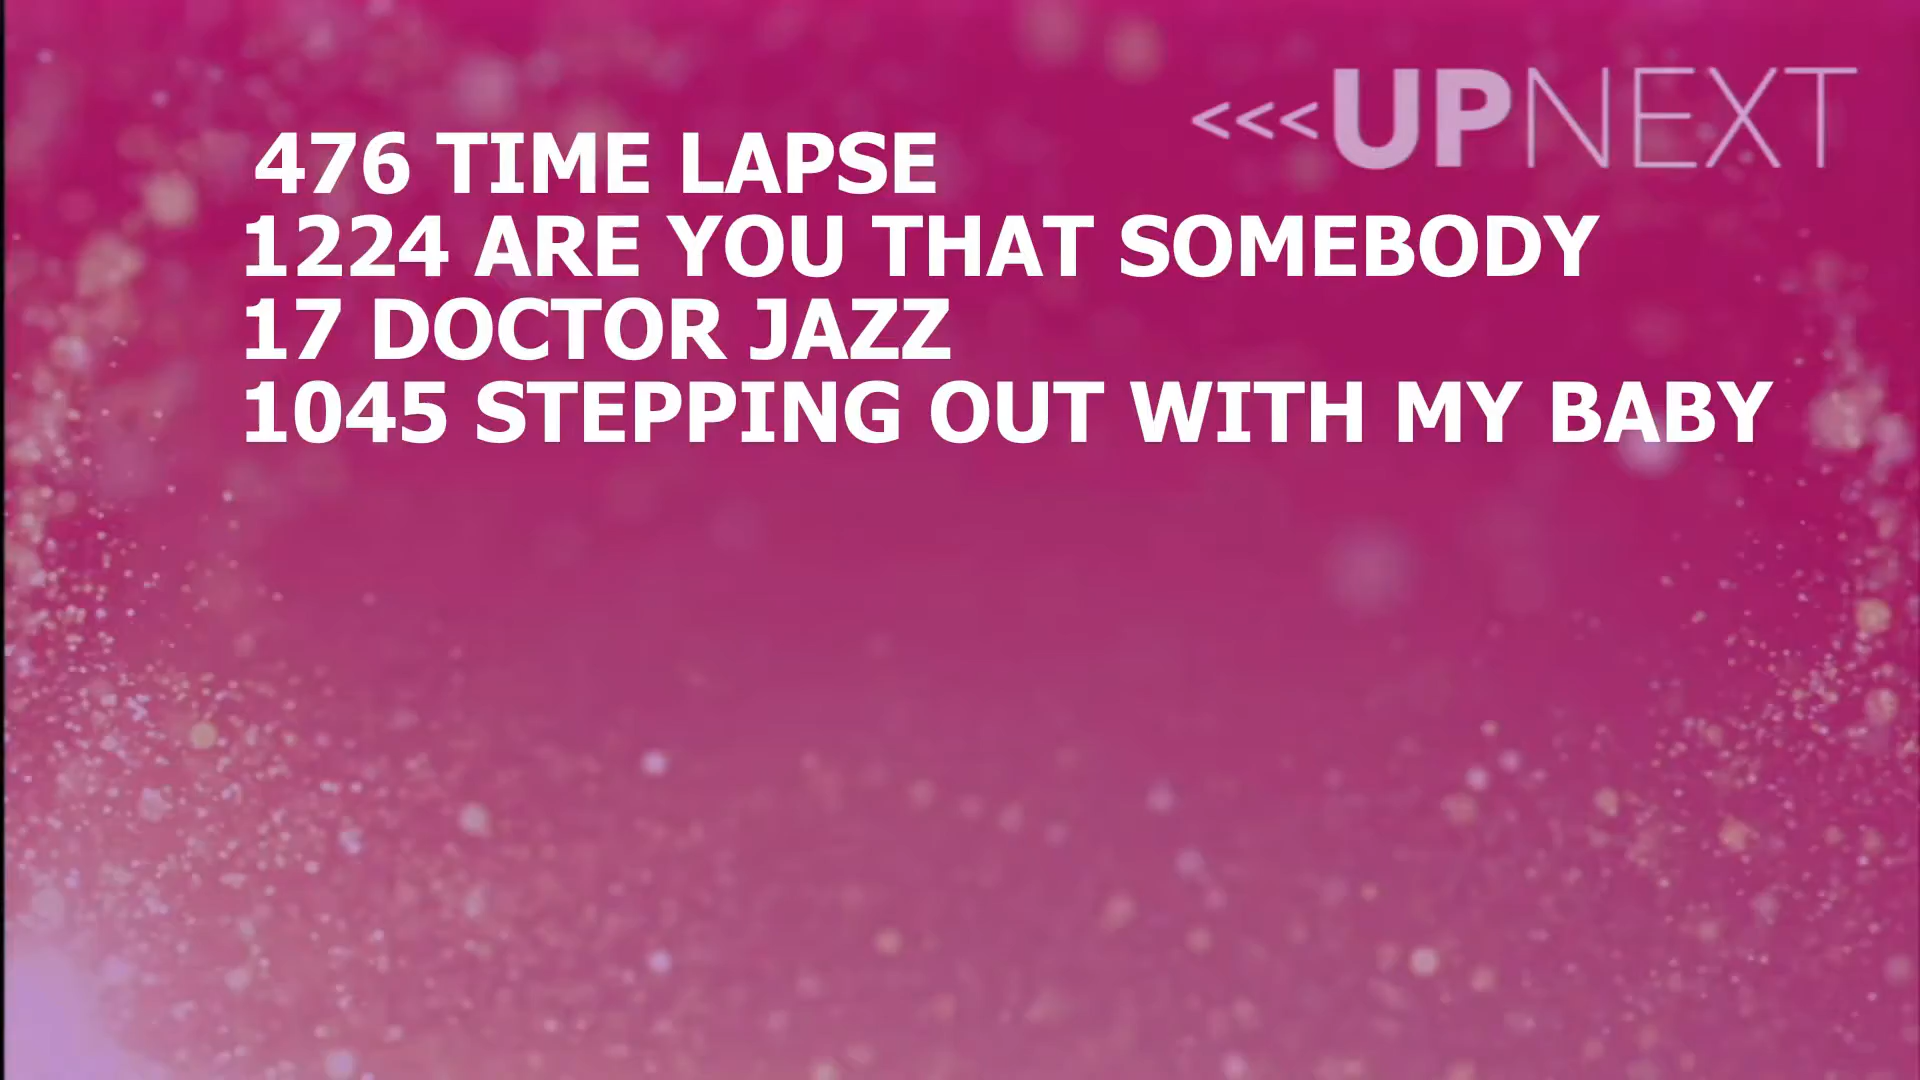 <<<UPNEXT
476 TIME LAPSE
1224 ARE YOU THAT SOMEBODY
17 DOCTOR JAZZ
1045 STEPPING OUT WITH MY BABY